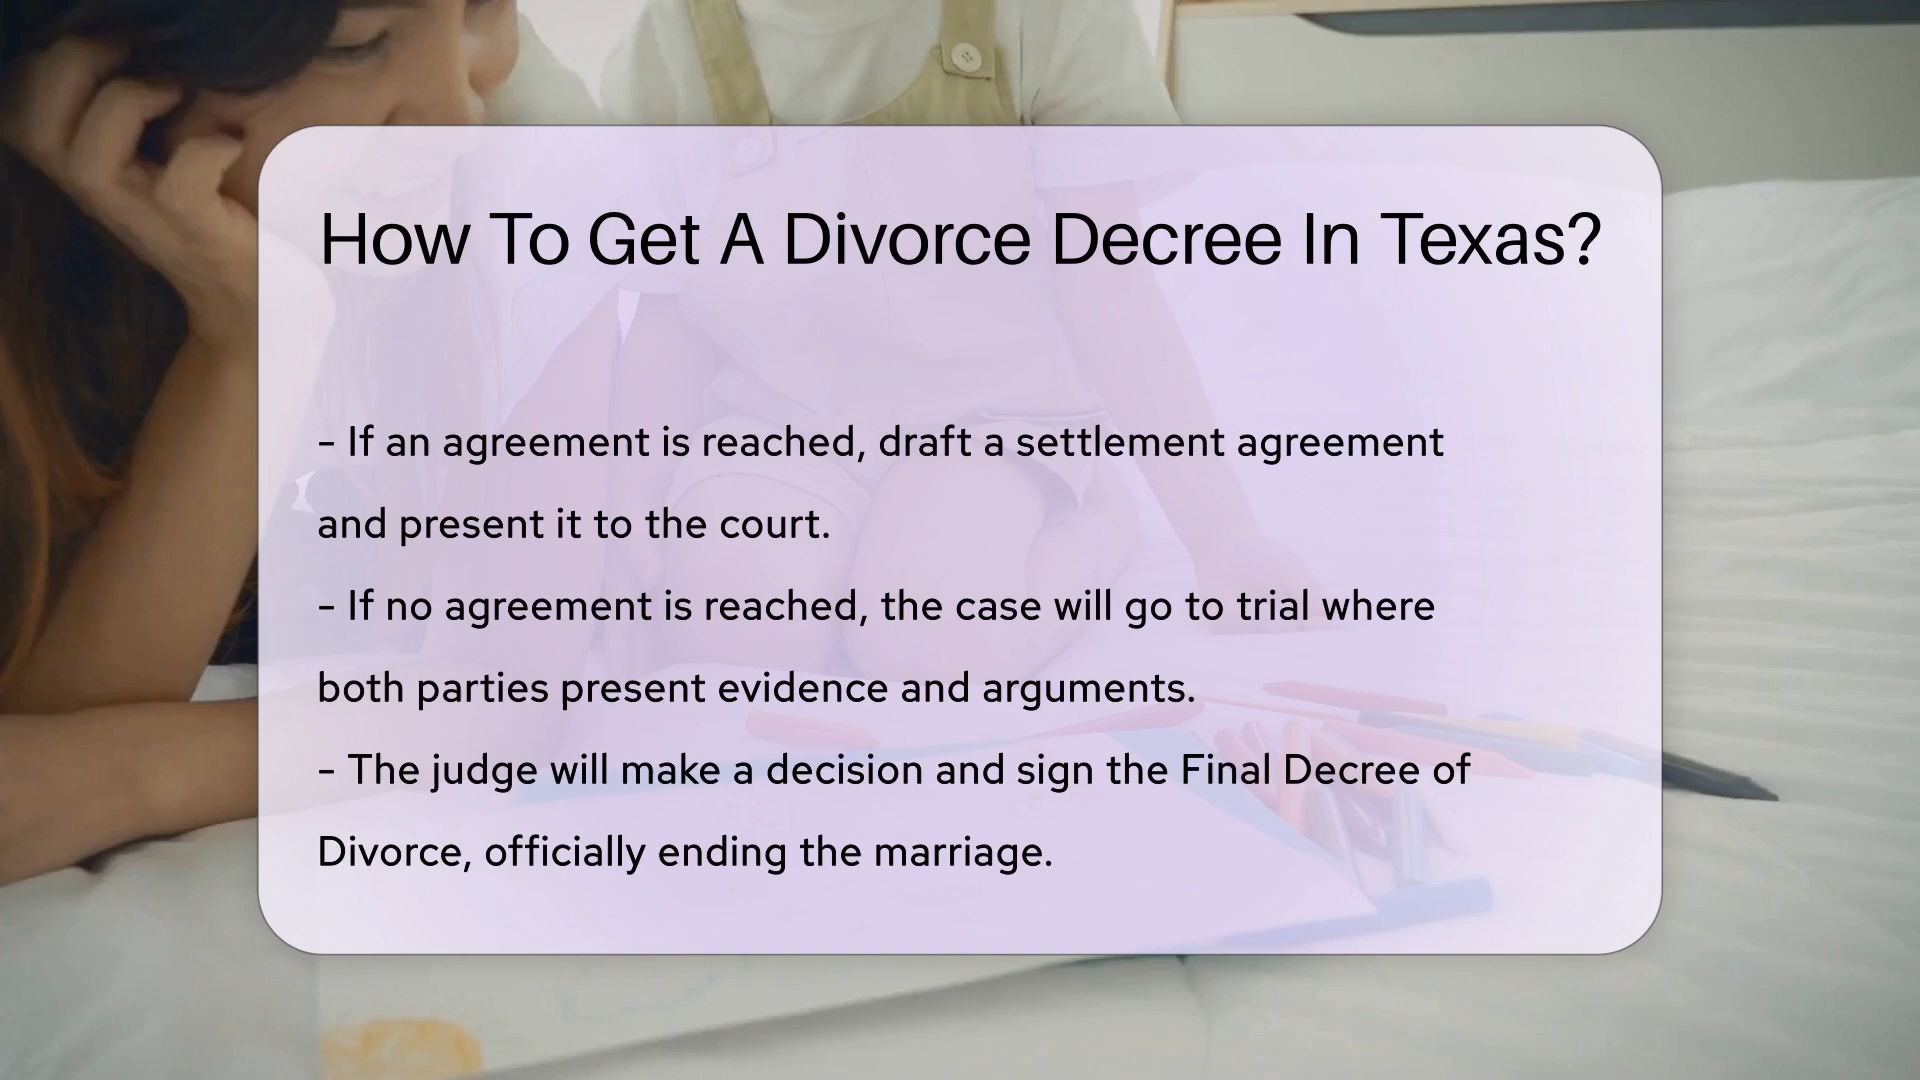 How To Get A Divorce Decree In Texas?
- If an agreement is reached, draft a settlement agreement
and present it to the court.
- If no agreement is reached, the case will go to trial where
both parties present evidence and arguments.
- The judge will make a decision and sign the Final Decree of
Divorce, officially ending the marriage.